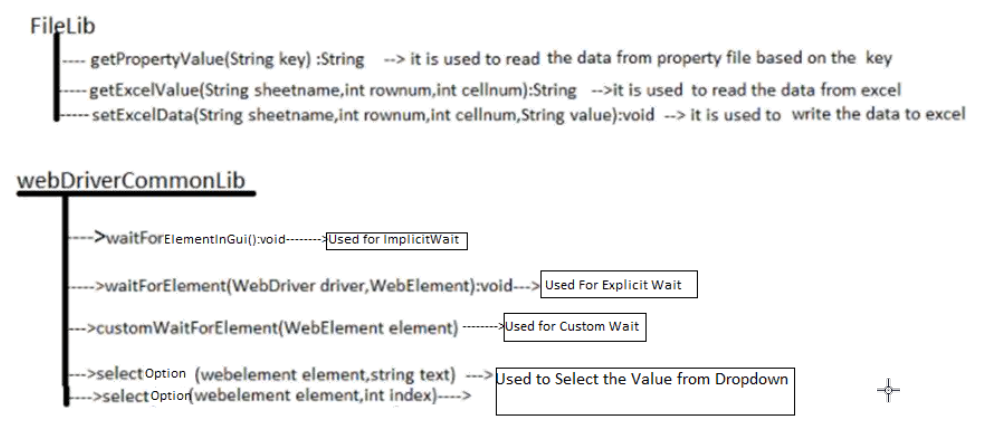 FileLib
---- getPropertyValue(String key) :String --> it is used to read the data from property file based on the key
-----getExcelValue(String sheetname,int rownum,int cellnum):String -->it is used to read the data from excel
-----setExcelData(String sheetname,int rownum,int cellnum,String value):void --> it is used to write the data to excel
webDriverCommonLib
---->waitForElementInGui():void-------->Used for ImplicitWait
---->waitForElement(WebDriver driver,WebElement):void--->Used For Explicit Wait
--->customWaitForElement(WebElement element) -------->Used for Custom Wait
--->selectOption (webelement element,string text) --->Used to Select the Value from Dropdown
---->selectOption(webelement element,int index)---->